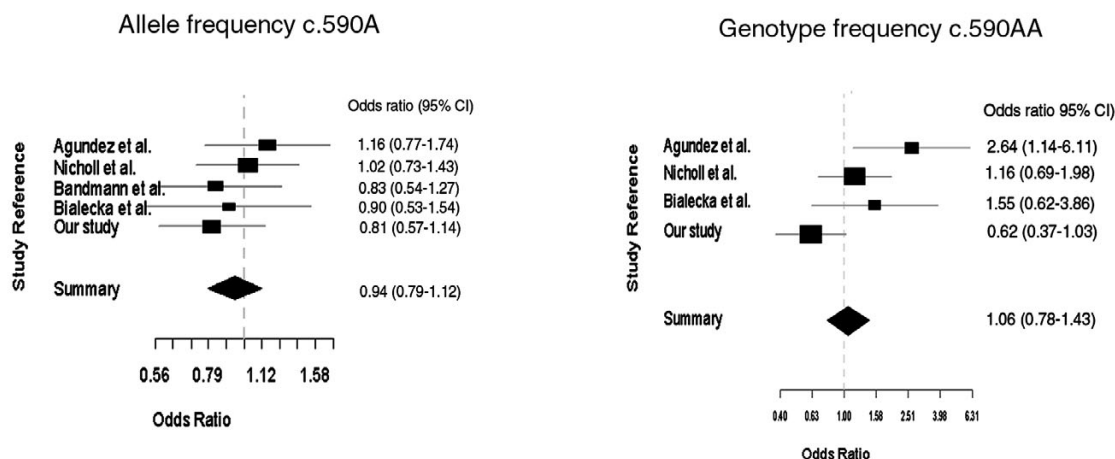 Allele frequency c.590A
Odds ratio (95% CI)
Study Reference
Agundez et al. 1.16 (0.77-1.74)
Nicholl et al. 1.02 (0.73-1.43)
Bandmann et al. 0.83 (0.54-1.27)
Bialecka et al. 0.90 (0.53-1.54)
Our study 0.81 (0.57-1.14)
Summary 0.94 (0.79-1.12)
0.56 0.79 1.12 1.58
Odds Ratio
Genotype frequency c.590AA
Odds ratio 95% CI)
Study Reference
Agundez et al. 2.64 (1.14-6.11)
Nicholl et al. 1.16 (0.69-1.98)
Bialecka et al. 1.55 (0.62-3.86)
Our study 0.62 (0.37-1.03)
Summary 1.06 (0.78-1.43)
0.40 0.63 1.00 1.58 2.51 3.98 6.31
Odds Ratio